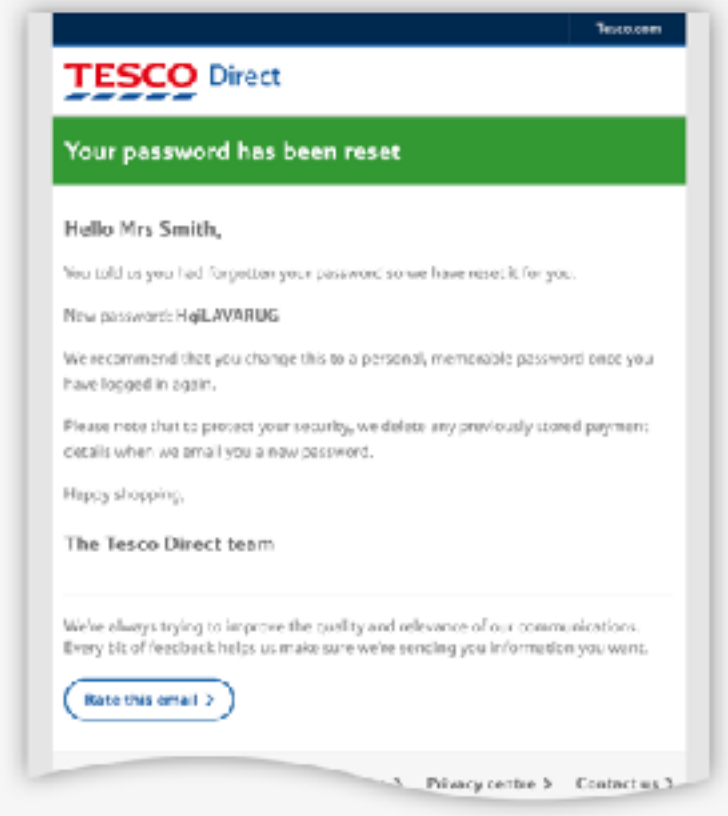 Tesco.com
TESCO Direct
Your password has been reset
Hello Mrs Smith,
You told us you had forgotten your password so we have reset it for you.
New password: HqiLAVARUG
We recommend that you change this to a personal, memorable password once you
have logged in again.
Please note that to protect your security, we delete any previously stored payment
details when we email you a new password.
Happy shopping,
The Tesco Direct team
We're always trying to improve the quality and relevance of our communications.
Every bit of feedback helps us make sure we're sending you information you want.
Rate this email >
> Privacy centre > Contact us >